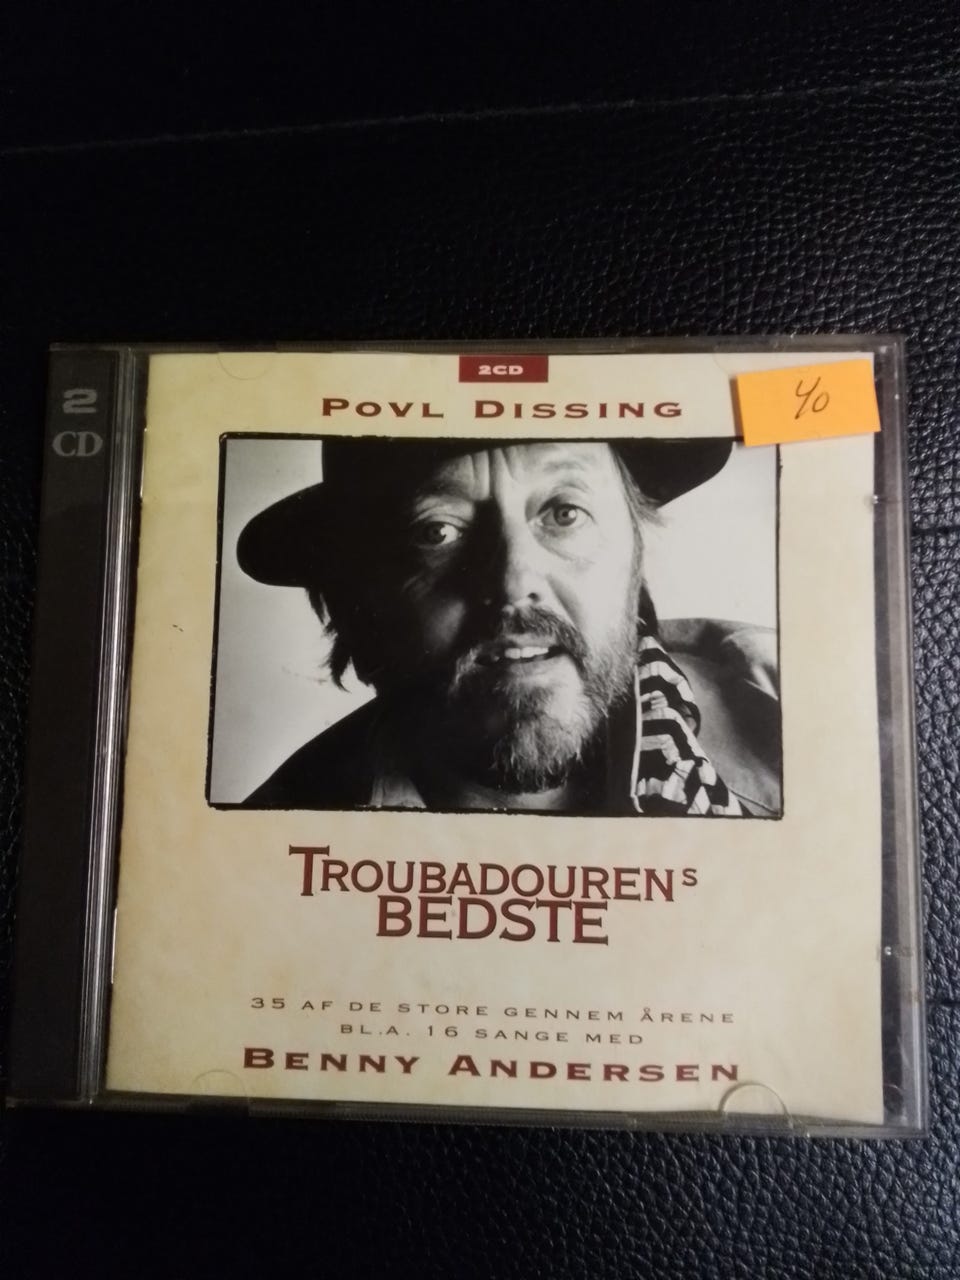 2CD
POVL DISSING
40
2
CD
TROUBADOURENS
BEDSTE
35 AF DE STORE GENNEM ÅRENE
BL.A. 16 SANGE MED
BENNY ANDERSEN